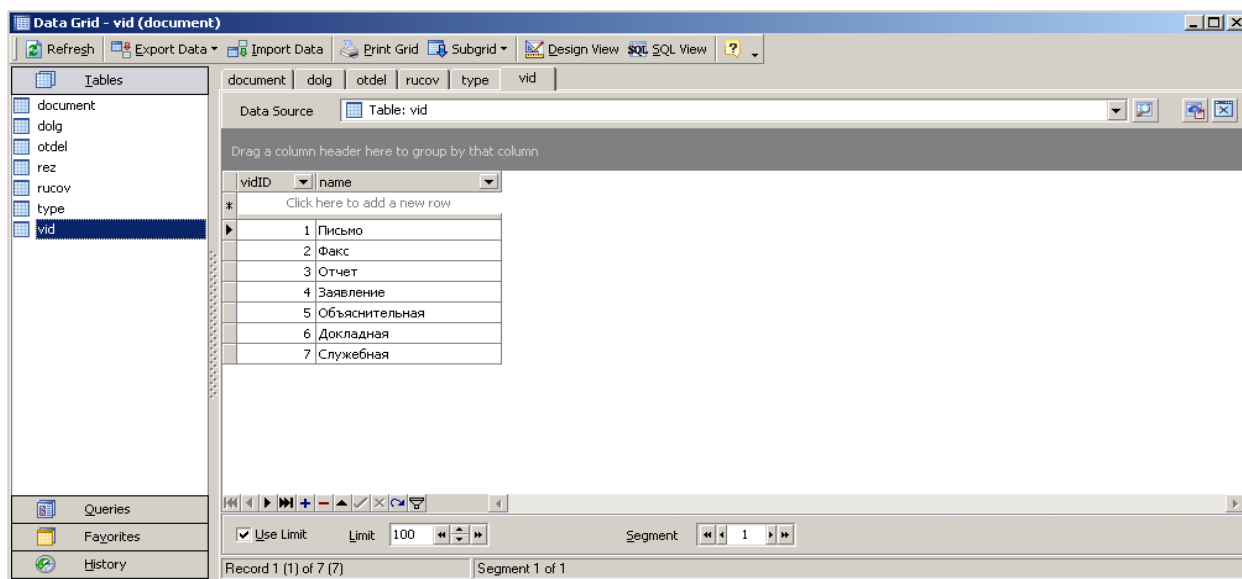 Data Grid - vid (document)
Refresh Export Data Import Data Print Grid Subgrid Design View SQL SQL View ?
Tables
document
dolg
otdel
rez
rucov
type
vid
document dolg otdel rucov type vid
Data Source Table: vid
Drag a column header here to group by that column
vidID name
* Click here to add a new row
1 Письмо
2 Факс
3 Отчет
4 Заявление
5 Объяснительная
6 Докладная
7 Служебная
Queries
Favorites
History
Use Limit Limit 100 Segment 1
Record 1 (1) of 7 (7) Segment 1 of 1